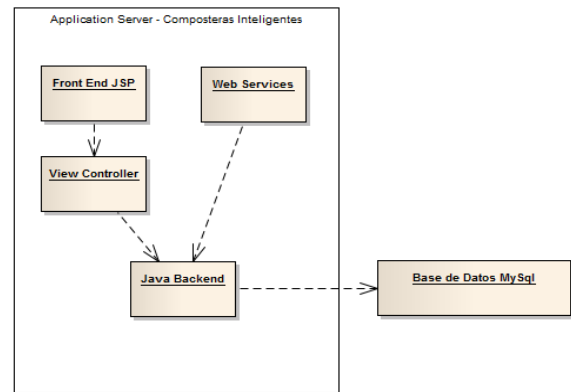 Application Server - Composteras Inteligentes
Front End JSP
Web Services
View Controller
Java Backend
Base de Datos MySql